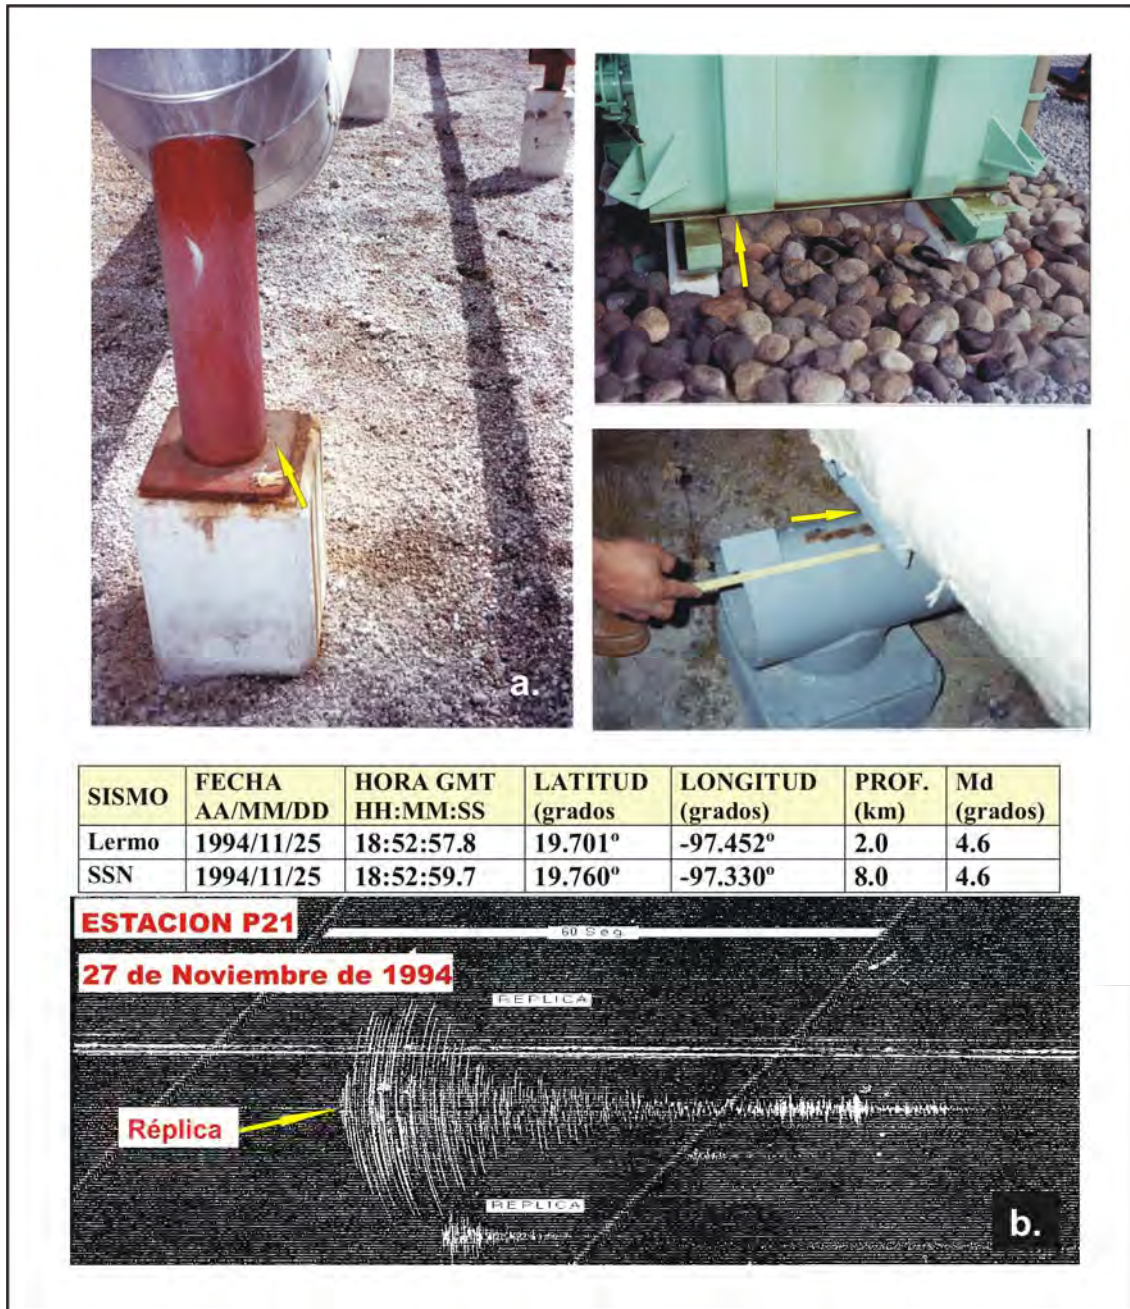 a.
SISMO FECHA AA/MM/DD HORA GMT HH:MM:SS LATITUD (grados LONGITUD (grados) PROF. (km) Md (grados)
Lermo 1994/11/25 18:52:57.8 19.701º -97.452º 2.0 4.6
SSN 1994/11/25 18:52:59.7 19.760º -97.330º 8.0 4.6
ESTACION P21
60 Seg.
27 de Noviembre de 1994
REPLICA
Réplica
REPLICA
b.